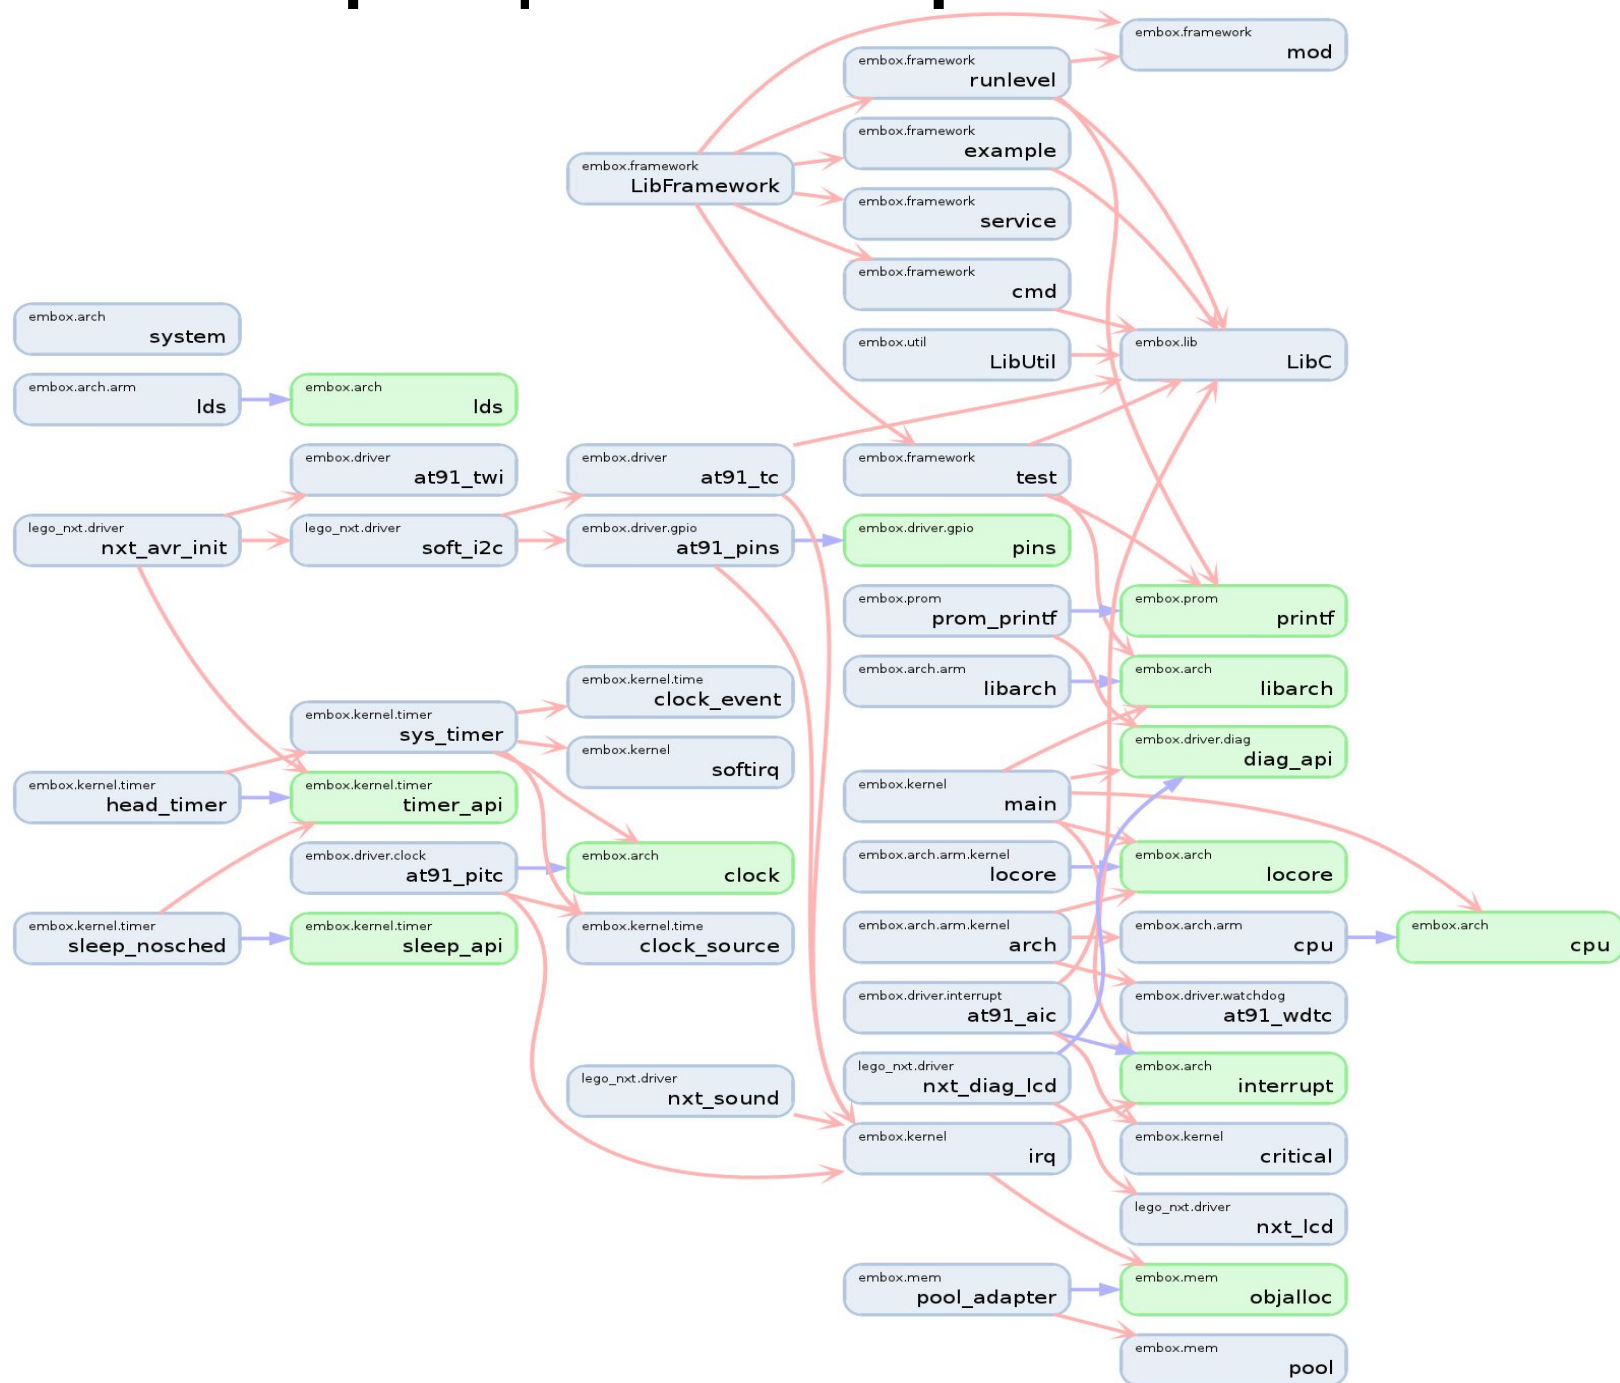 embox.framework
mod
embox.framework
runlevel
embox.framework
example
embox.framework
LibFramework
embox.framework
service
embox.framework
cmd
embox.arch
system
embox.util
LibUtil
embox.lib
LibC
embox.arch.arm
lds
embox.arch
lds
embox.driver
at91_twi
embox.driver
at91_tc
embox.framework
test
lego_nxt.driver
nxt_avr_init
lego_nxt.driver
soft_i2c
embox.driver.gpio
at91_pins
embox.driver.gpio
pins
embox.prom
prom_printf
embox.prom
printf
embox.arch.arm
libarch
embox.arch
libarch
embox.kernel.time
clock_event
embox.kernel.timer
sys_timer
embox.kernel
softirq
embox.driver.diag
diag_api
embox.kernel.timer
head_timer
embox.kernel.timer
timer_api
embox.kernel
main
embox.driver.clock
at91_pitc
embox.arch
clock
embox.arch.arm.kernel
locore
embox.arch
locore
embox.kernel.timer
sleep_nosched
embox.kernel.timer
sleep_api
embox.kernel.time
clock_source
embox.arch.arm.kernel
arch
embox.arch.arm
cpu
embox.arch
cpu
embox.driver.interrupt
at91_aic
embox.driver.watchdog
at91_wdtc
lego_nxt.driver
nxt_sound
lego_nxt.driver
nxt_diag_lcd
embox.arch
interrupt
embox.kernel
irq
embox.kernel
critical
lego_nxt.driver
nxt_lcd
embox.mem
pool_adapter
embox.mem
objalloc
embox.mem
pool